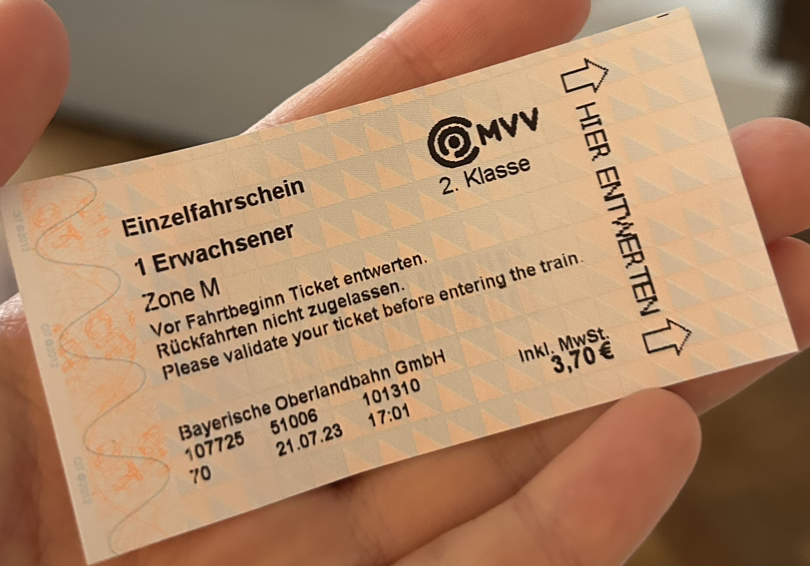 MVV
2. Klasse
Einzelfahrschein
1 Erwachsener
Zone M
Vor Fahrtbeginn Ticket entwerten.
Rückfahrten nicht zugelassen.
Please validate your ticket before entering the train.
Inkl. MwSt.
3,70 €
Bayerische Oberlandbahn GmbH
107725 51006 101310
70 21.07.23 17:01
HIER ENTWERTEN